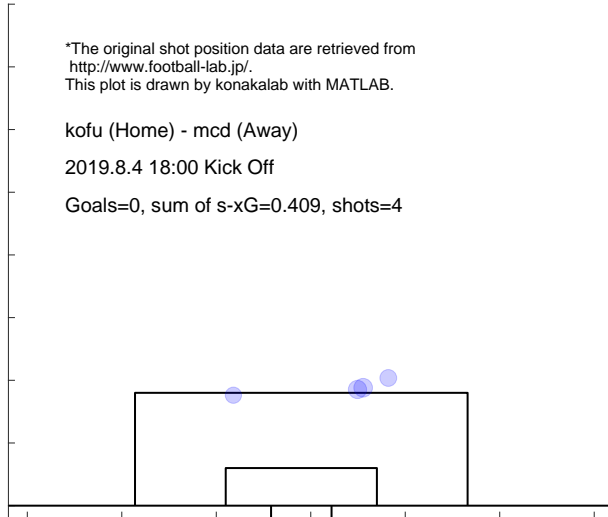 *The original shot position data are retrieved from
http://www.football-lab.jp/.
This plot is drawn by konakalab with MATLAB.
kofu (Home) - mcd (Away)
2019.8.4 18:00 Kick Off
Goals=0, sum of s-xG=0.409, shots=4